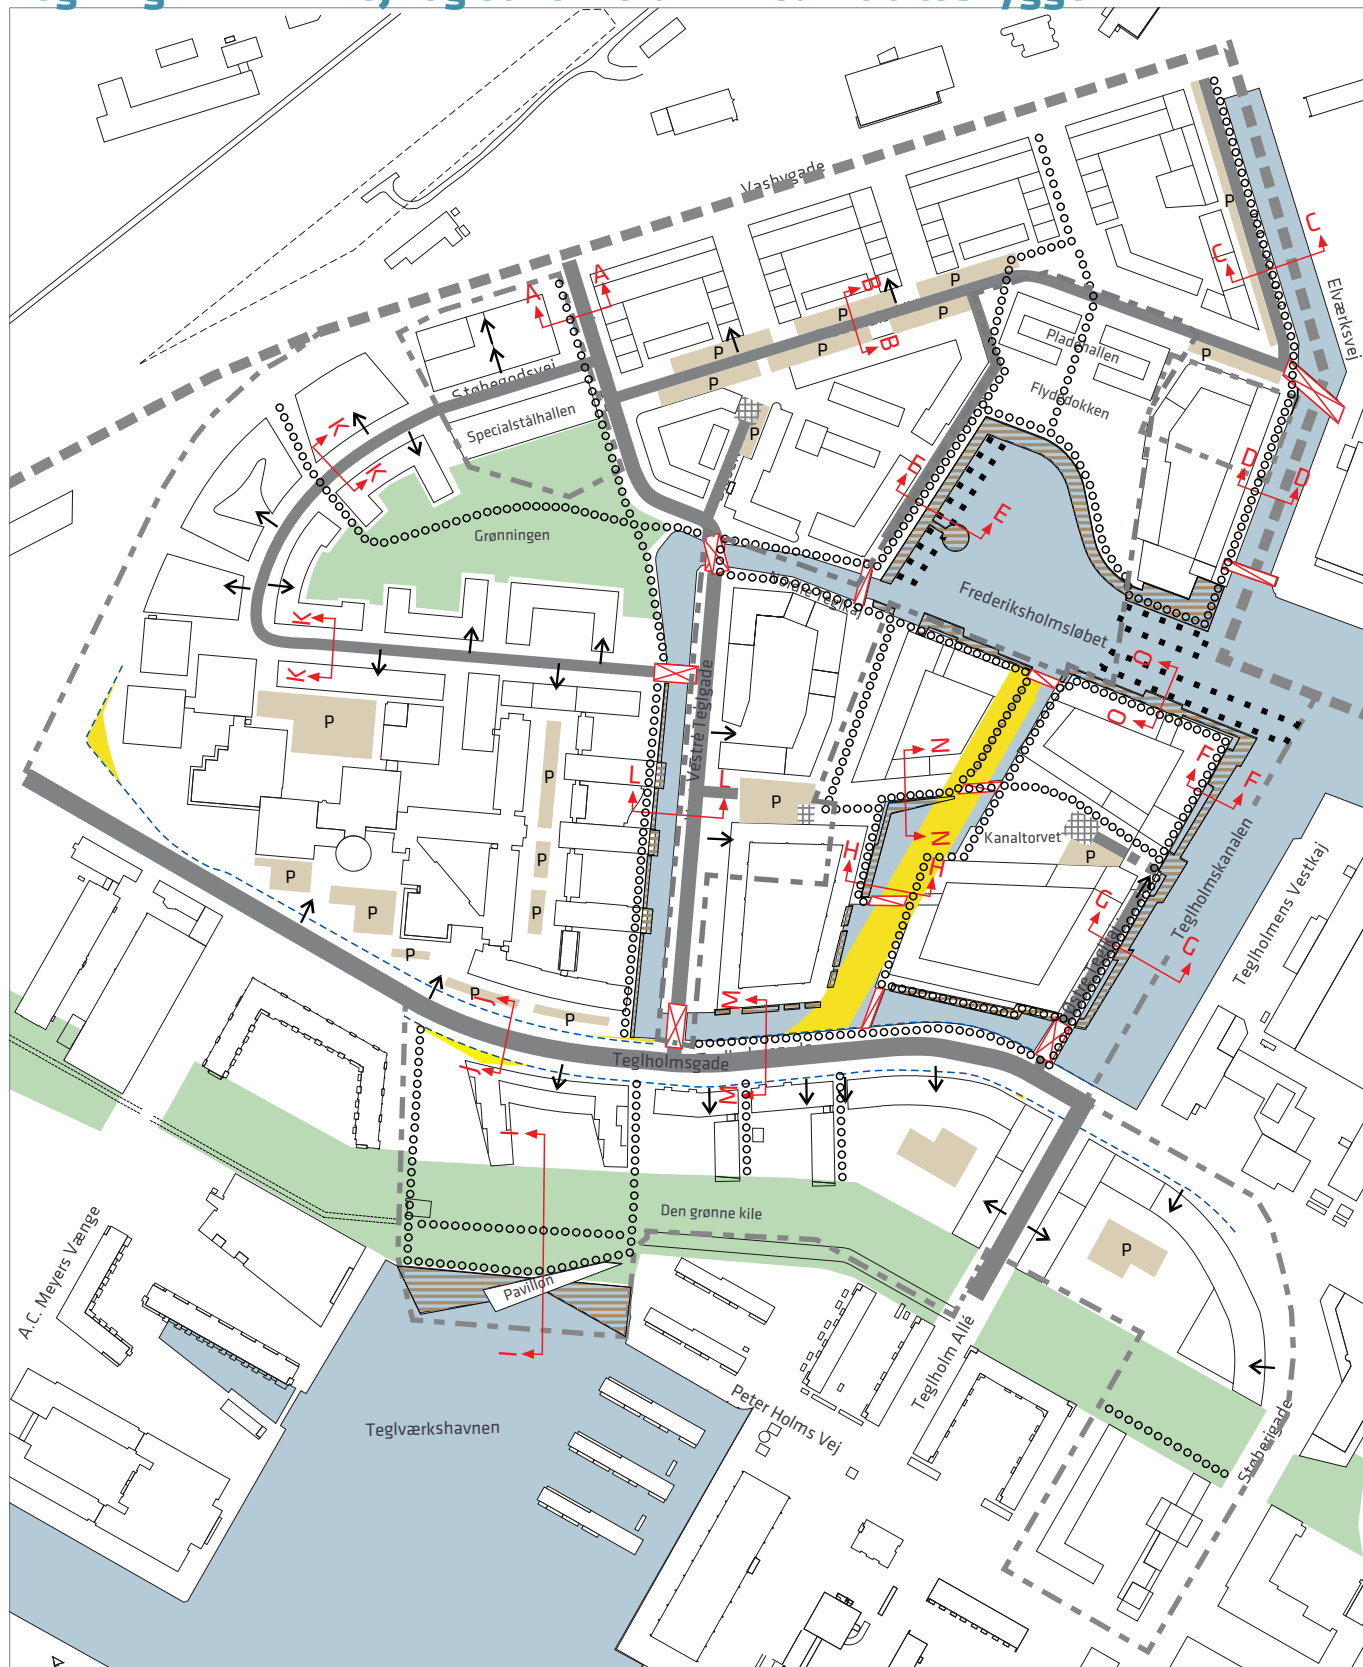 Vasbygade
A
A
B
B
P
C
C
Elværksvej
P
P
P
P
P
P
P
P
Pladehallen
Flydedokken
Støbegodsvej
Specialstålhallen
K
K
Grønningen
E
E
D
D
Frederiksholmsløbet
K
K
O
O
Vestre Teglgade
P
P
L
L
P
N
N
Kanaltorvet
P
F
F
H
H
P
P
P
P
P
G
G
Teglholmskanalen
Teglholmens Vestkaj
P
P
J
J
M
M
Teglholmsgade
I
I
Den grønne kile
Pavillon
P
A.C. Meyers Vænge
Teglværkshavnen
Peter Holms Vej
Teglholm Allé
Støberigade